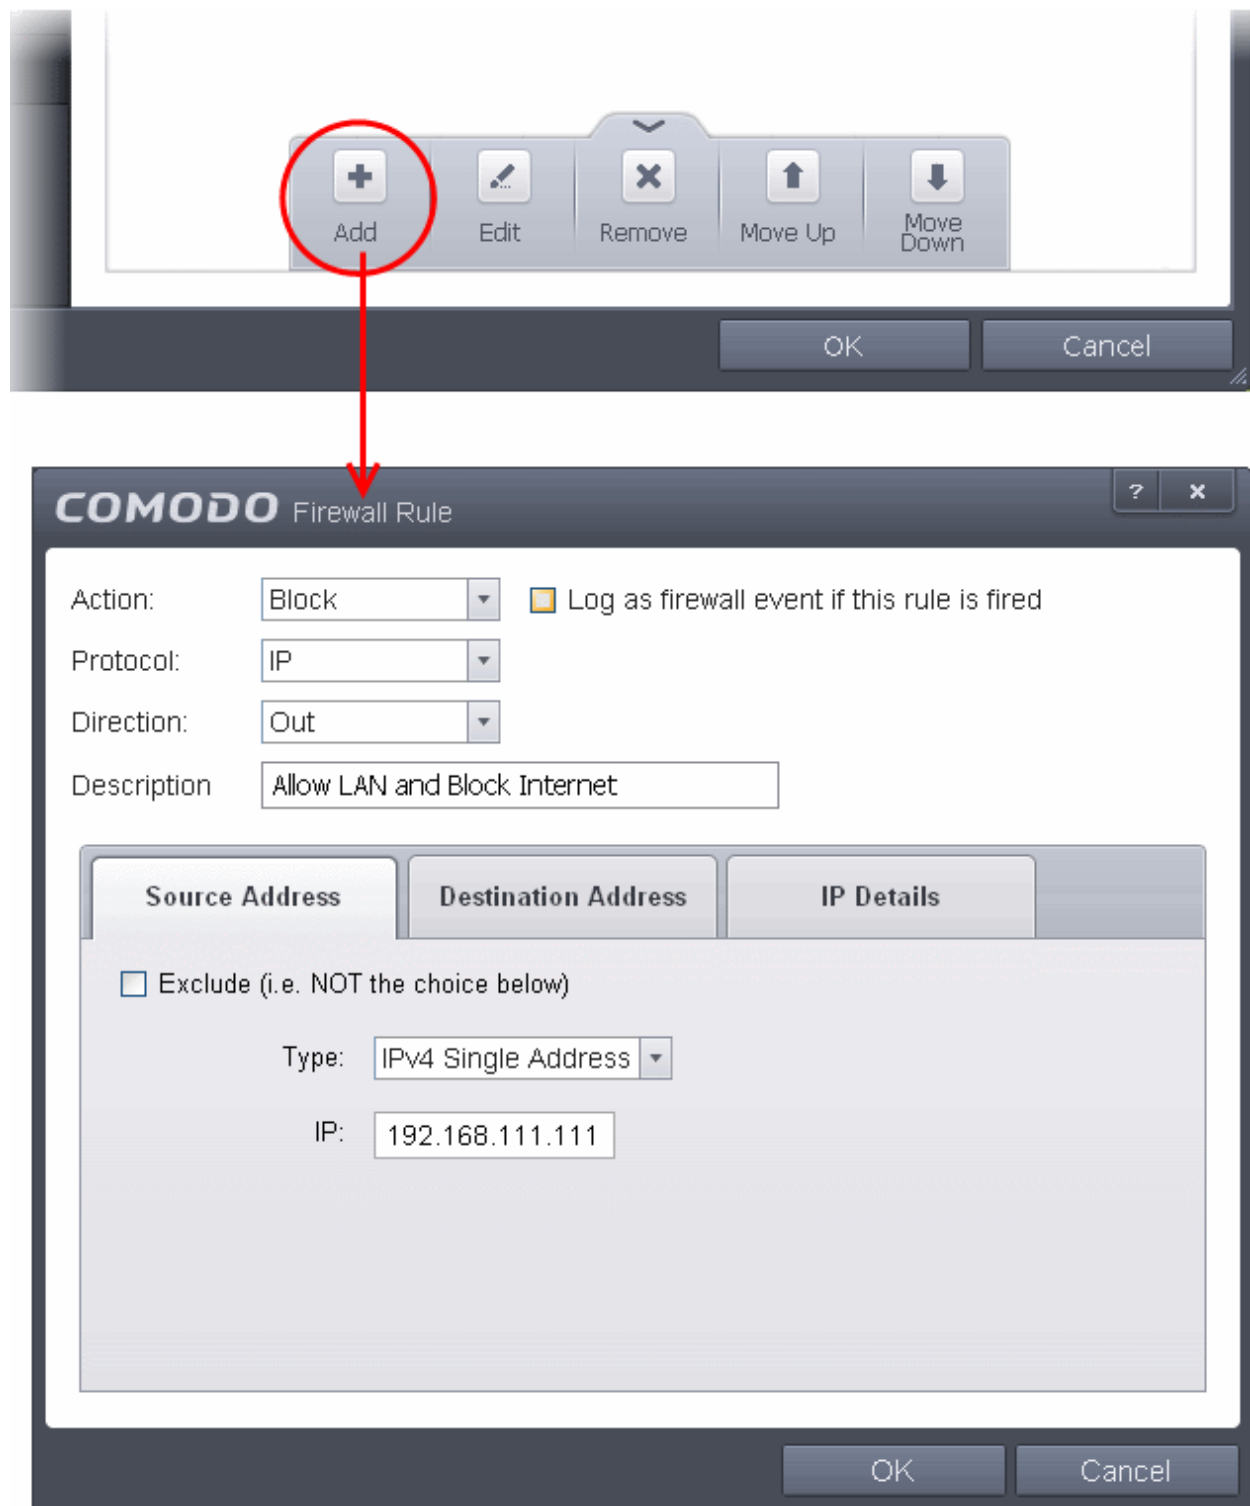 Add
Edit
Remove
Move Up
Move
Down
OK
Cancel
COMODO Firewall Rule
?
x
Action:
Block
Log as firewall event if this rule is fired
Protocol:
IP
Direction:
Out
Description
Allow LAN and Block Internet
Source Address
Destination Address
IP Details
Exclude (i.e. NOT the choice below)
Type:
IPv4 Single Address
IP:
192.168.111.111
OK
Cancel